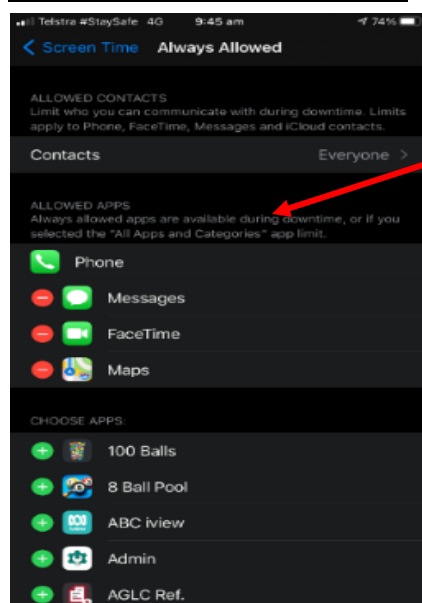 Telstra #StaySafe 4G 9:45 am 74%
Screen Time Always Allowed
ALLOWED CONTACTS
Limit who you can communicate with during downtime. Limits
apply to Phone, FaceTime, Messages and iCloud contacts.
Contacts Everyone >
ALLOWED APPS
Always allowed apps are available during downtime, or if you
selected the "All Apps and Categories" app limit.
Phone
Messages
FaceTime
Maps
CHOOSE APPS:
100 Balls
8 Ball Pool
ABC iview
Admin
AGLC Ref.